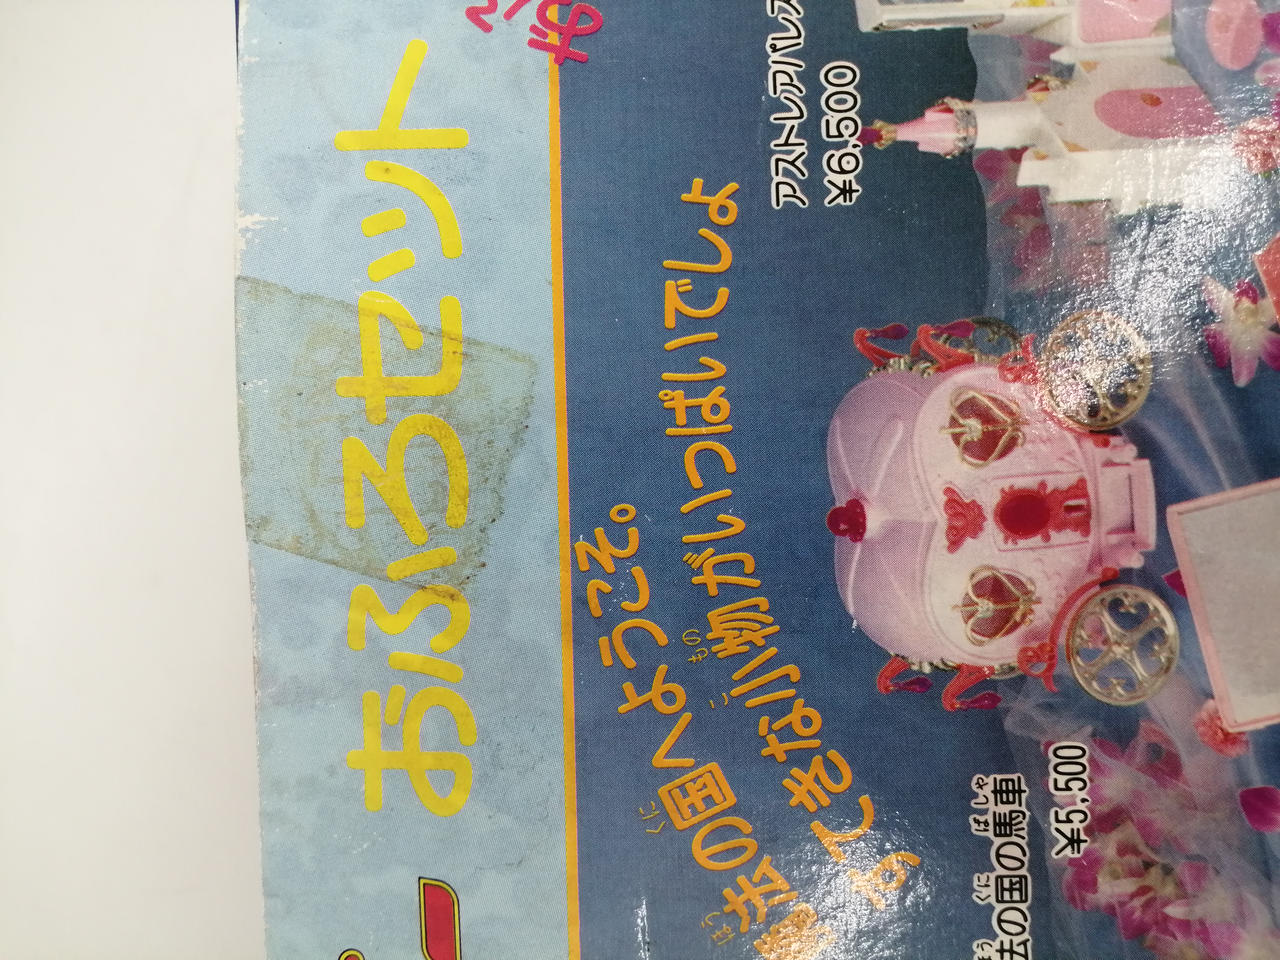 おふろセット
魔法の国へようこそ。
すてきな小物がいっぱいでしょ
アストレアパレス
¥6,500
法の国の馬車
¥5,500